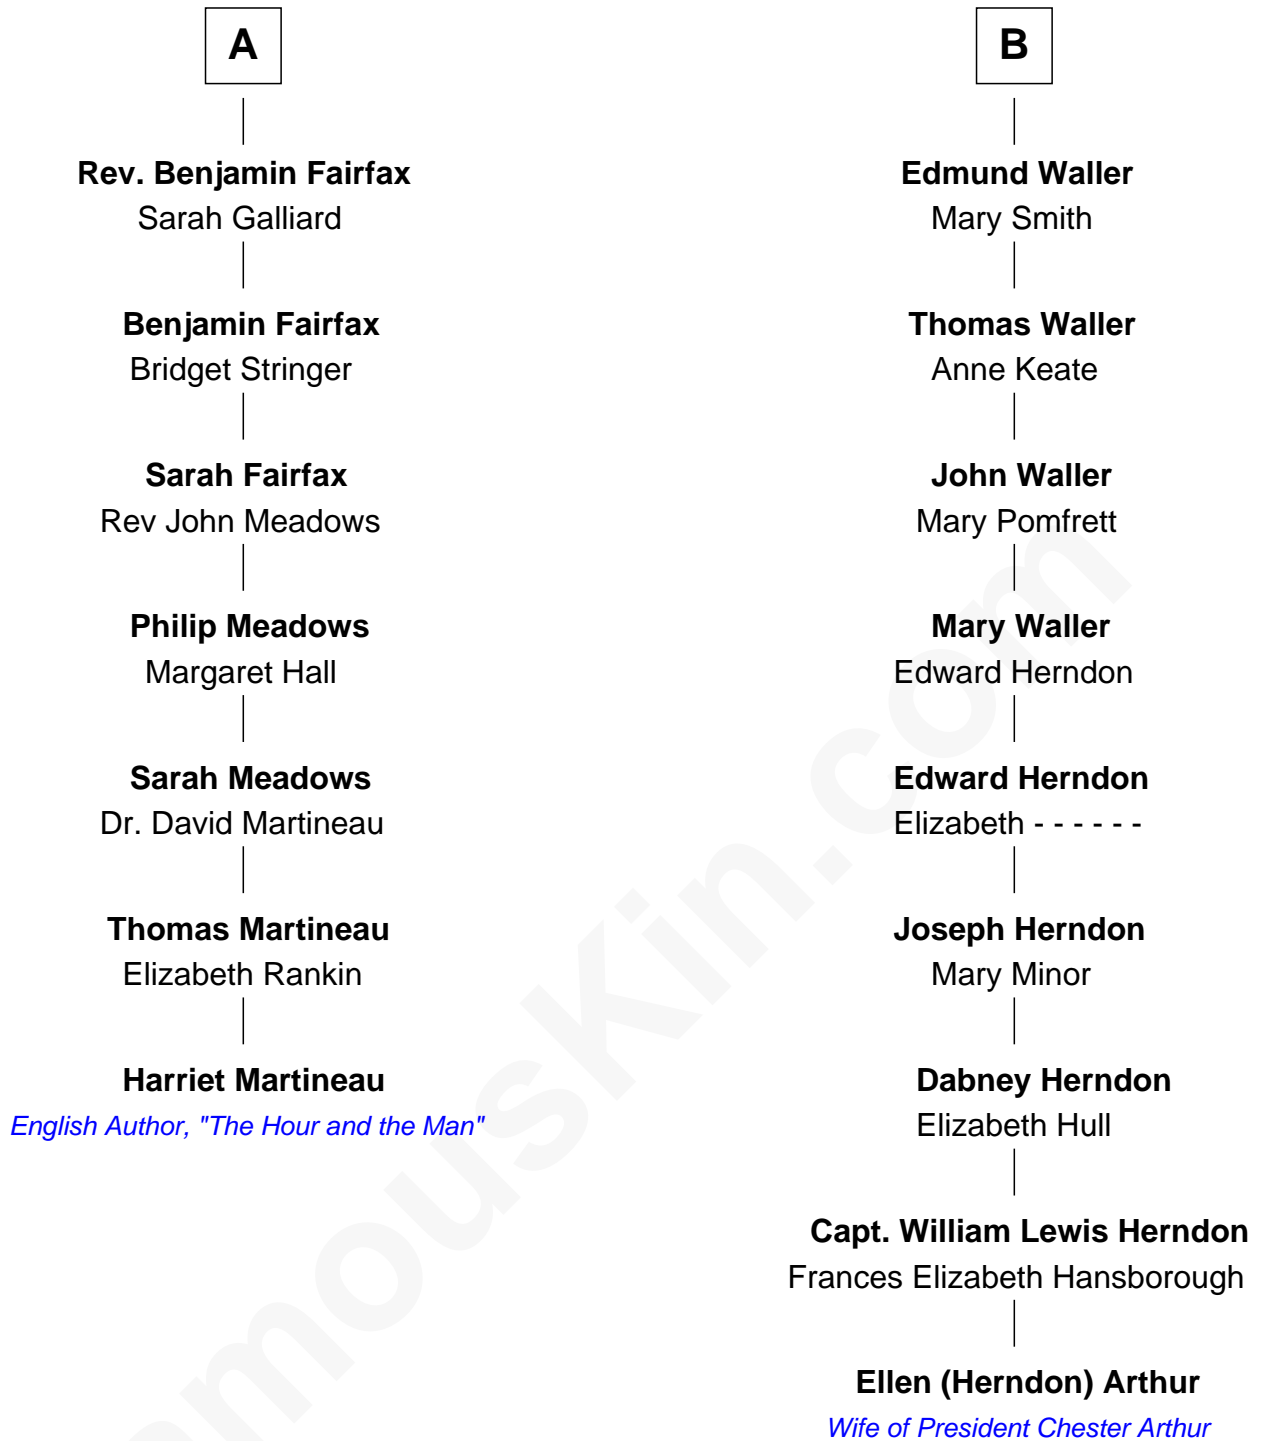 A
Rev. Benjamin Fairfax
Sarah Galliard
Benjamin Fairfax
Bridget Stringer
Sarah Fairfax
Rev John Meadows
Philip Meadows
Margaret Hall
Sarah Meadows
Dr. David Martineau
Thomas Martineau
Elizabeth Rankin
Harriet Martineau
English Author, "The Hour and the Man"
B
Edmund Waller
Mary Smith
Thomas Waller
Anne Keate
John Waller
Mary Pomfrett
Mary Waller
Edward Herndon
Edward Herndon
Elizabeth - - - - - -
Joseph Herndon
Mary Minor
Dabney Herndon
Elizabeth Hull
Capt. William Lewis Herndon
Frances Elizabeth Hansborough
Ellen (Herndon) Arthur
Wife of President Chester Arthur
amousKin.com